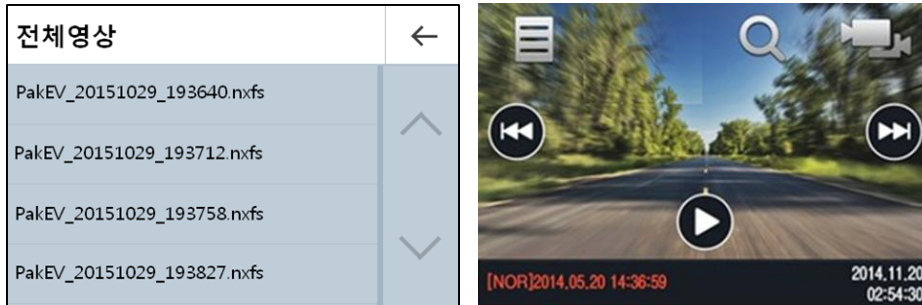 전체영상
PakEV_20151029_193640.nxfs
PakEV_20151029_193712.nxfs
PakEV_20151029_193758.nxfs
PakEV_20151029_193827.nxfs
[NOR]2014.05.20 14:36:59
2014.11.20
02:54:30